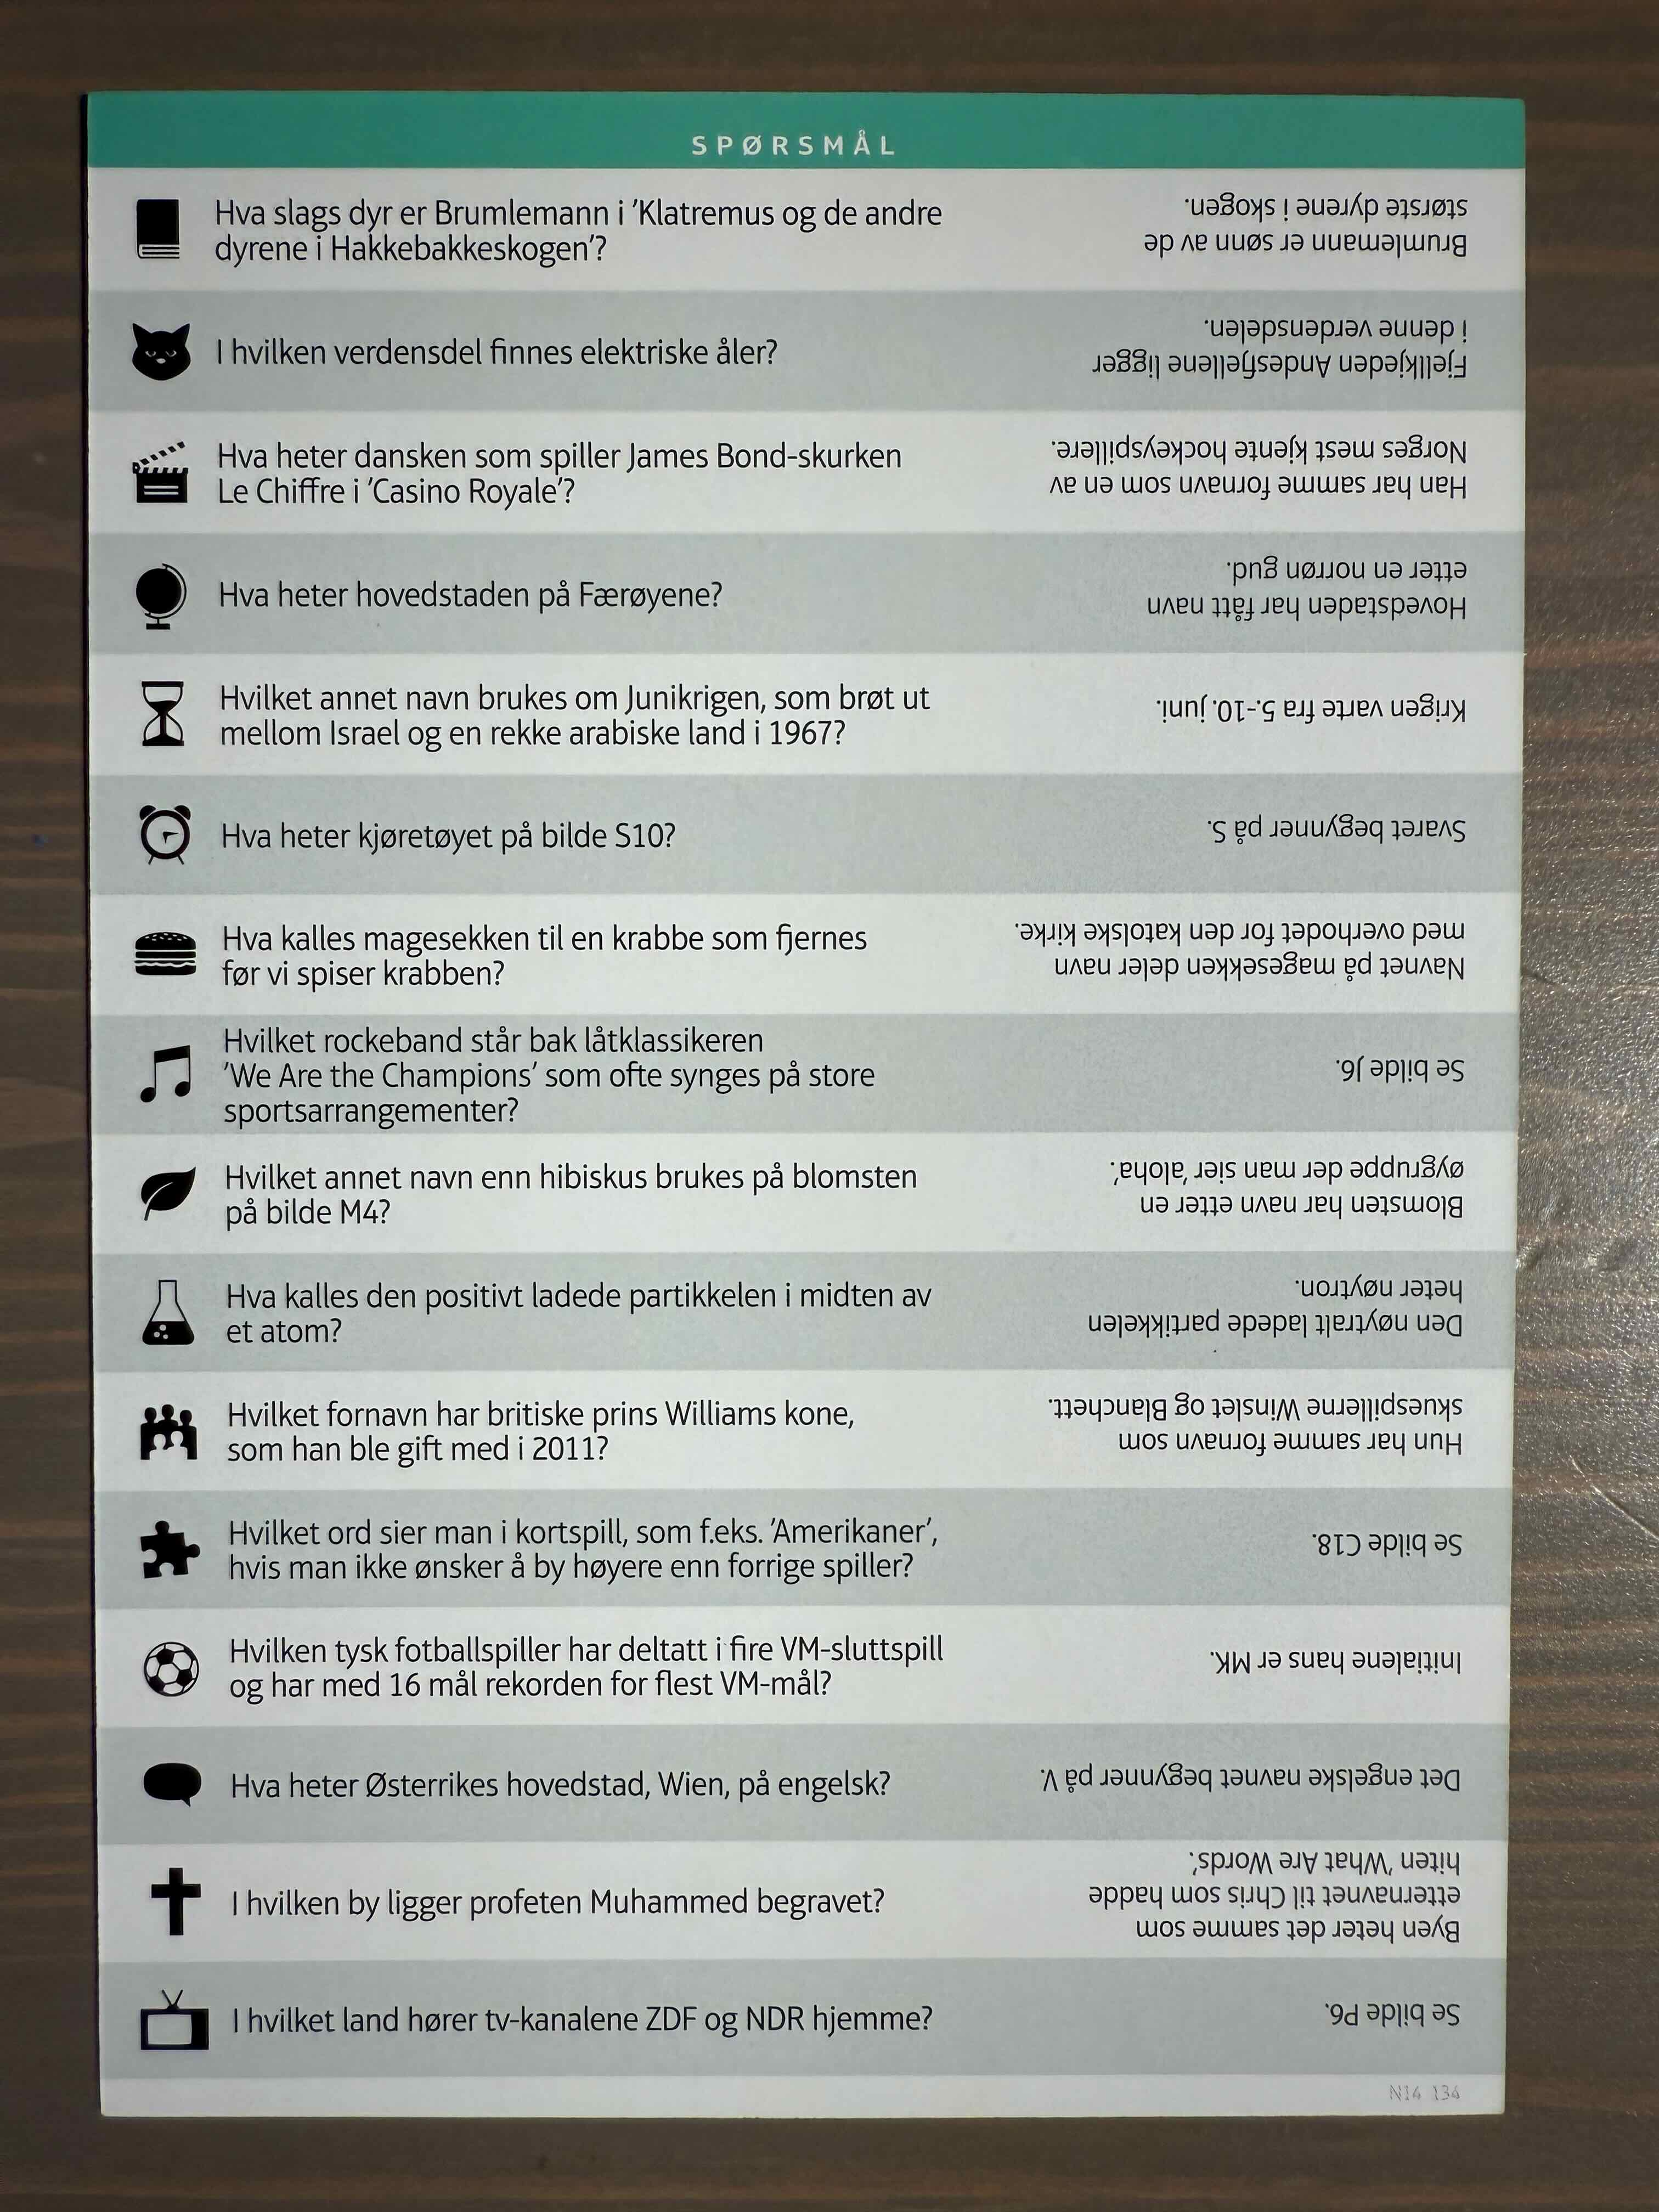 SPØRSMÅL
Hva slags dyr er Brumlemann i 'Klatremus og de andre
dyrene i Hakkebakkeskogen'?
Brumlemann er sønn av de
største dyrene i skogen.
I hvilken verdensdel finnes elektriske åler?
Fjellkjeden Andesfjellene ligger
i denne verdensdelen.
Hva heter dansken som spiller James Bond-skurken
Le Chiffre i 'Casino Royale'?
Han har samme fornavn som en av
Norges mest kjente hockeyspillere.
Hva heter hovedstaden på Færøyene?
Hovedstaden har fått navn
etter en norrøn gud.
Hvilket annet navn brukes om Junikrigen, som brøt ut
mellom Israel og en rekke arabiske land i 1967?
Krigen varte fra 5.-10. juni.
Hva heter kjøretøyet på bilde S10?
Svaret begynner på S.
Hva kalles magesekken til en krabbe som fjernes
før vi spiser krabben?
Navnet på magesekken deler navn
med overhodet for den katolske kirke.
Hvilket rockeband står bak låtklassikeren
'We Are the Champions' som ofte synges på store
sportsarrangementer?
Se bilde J6.
Hvilket annet navn enn hibiskus brukes på blomsten
på bilde M4?
Blomsten har navn etter en
øygruppe der man sier 'aloha'.
Hva kalles den positivt ladede partikkelen i midten av
et atom?
Den nøytralt ladede partikkelen
heter nøytron.
Hvilket fornavn har britiske prins Williams kone,
som han ble gift med i 2011?
Hun har samme fornavn som
skuespillerne Winslet og Blanchett.
Hvilket ord sier man i kortspill, som f.eks. 'Amerikaner',
hvis man ikke ønsker å by høyere enn forrige spiller?
Se bilde C18.
Hvilken tysk fotballspiller har deltatt i fire VM-sluttspill
og har med 16 mål rekorden for flest VM-mål?
Initialene hans er MK.
Hva heter Østerrikes hovedstad, Wien, på engelsk?
Det engelske navnet begynner på V.
I hvilken by ligger profeten Muhammed begravet?
Byen heter det samme som
etternavnet til Chris som hadde
hiten 'What Are Words'.
I hvilket land hører tv-kanalene ZDF og NDR hjemme?
Se bilde P6.
N14 134